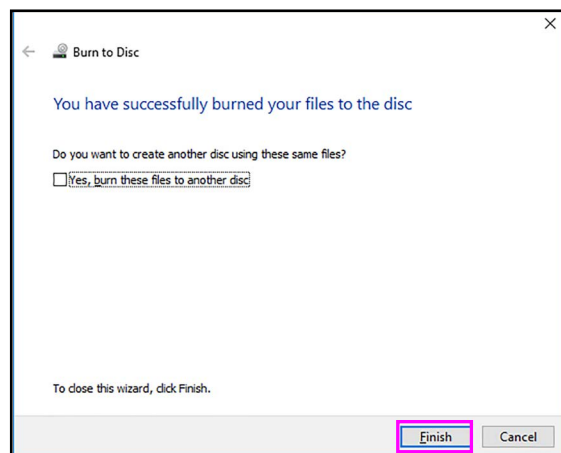 Burn to Disc
You have successfully burned your files to the disc
Do you want to create another disc using these same files?
Yes, burn these files to another disc
To close this wizard, click Finish.
Finish Cancel